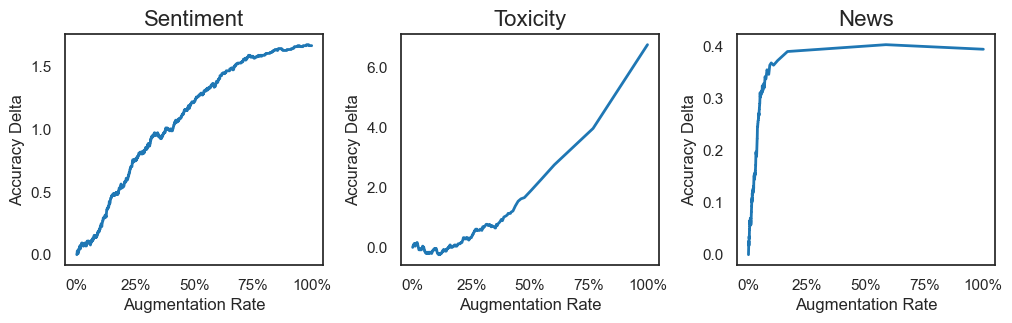 Sentiment
Accuracy Delta
1.5
1.0
0.5
0.0
0% 25% 50% 75% 100%
Augmentation Rate
Toxicity
Accuracy Delta
6.0
4.0
2.0
0.0
0% 25% 50% 75% 100%
Augmentation Rate
News
Accuracy Delta
0.4
0.3
0.2
0.1
0.0
0% 25% 50% 75% 100%
Augmentation Rate